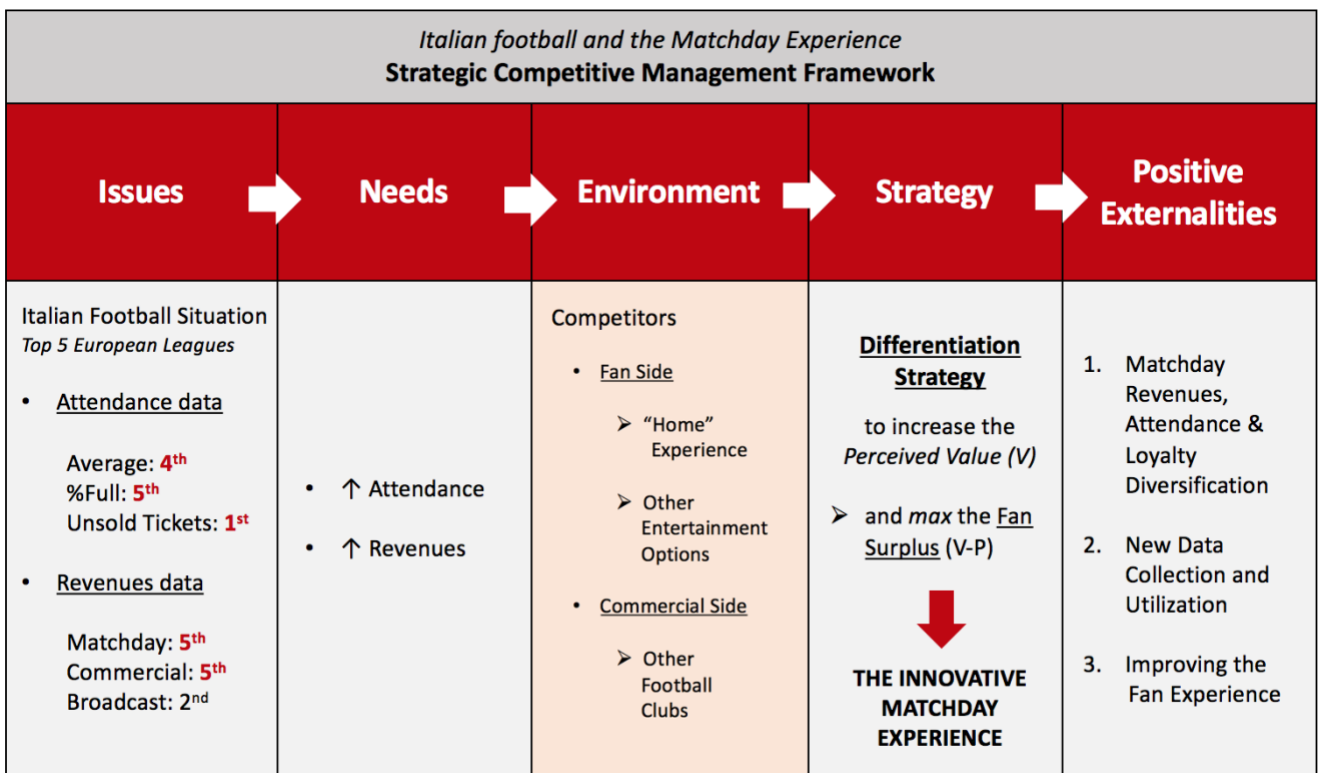 Italian football and the Matchday Experience
Strategic Competitive Management Framework
Issues
Needs
Environment
Strategy
Positive
Externalities
Italian Football Situation
Top 5 European Leagues
• Attendance data
Average: 4th
%Full: 5th
Unsold Tickets: 1st
• Revenues data
Matchday: 5th
Commercial: 5th
Broadcast: 2nd
• ↑ Attendance
• ↑ Revenues
Competitors
• Fan Side
➢ “Home”
Experience
➢ Other
Entertainment
Options
• Commercial Side
➢ Other
Football
Clubs
Differentiation
Strategy
to increase the
Perceived Value (V)
➢ and max the Fan
Surplus (V-P)
THE INNOVATIVE
MATCHDAY
EXPERIENCE
1. Matchday
Revenues,
Attendance &
Loyalty
Diversification
2. New Data
Collection and
Utilization
3. Improving the
Fan Experience